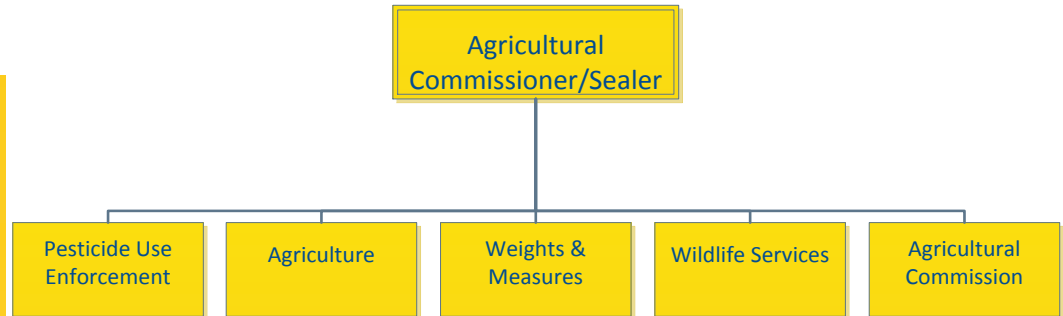 Agricultural
Commissioner/Sealer
Pesticide Use
Enforcement
Agriculture
Weights &
Measures
Wildlife Services
Agricultural
Commission